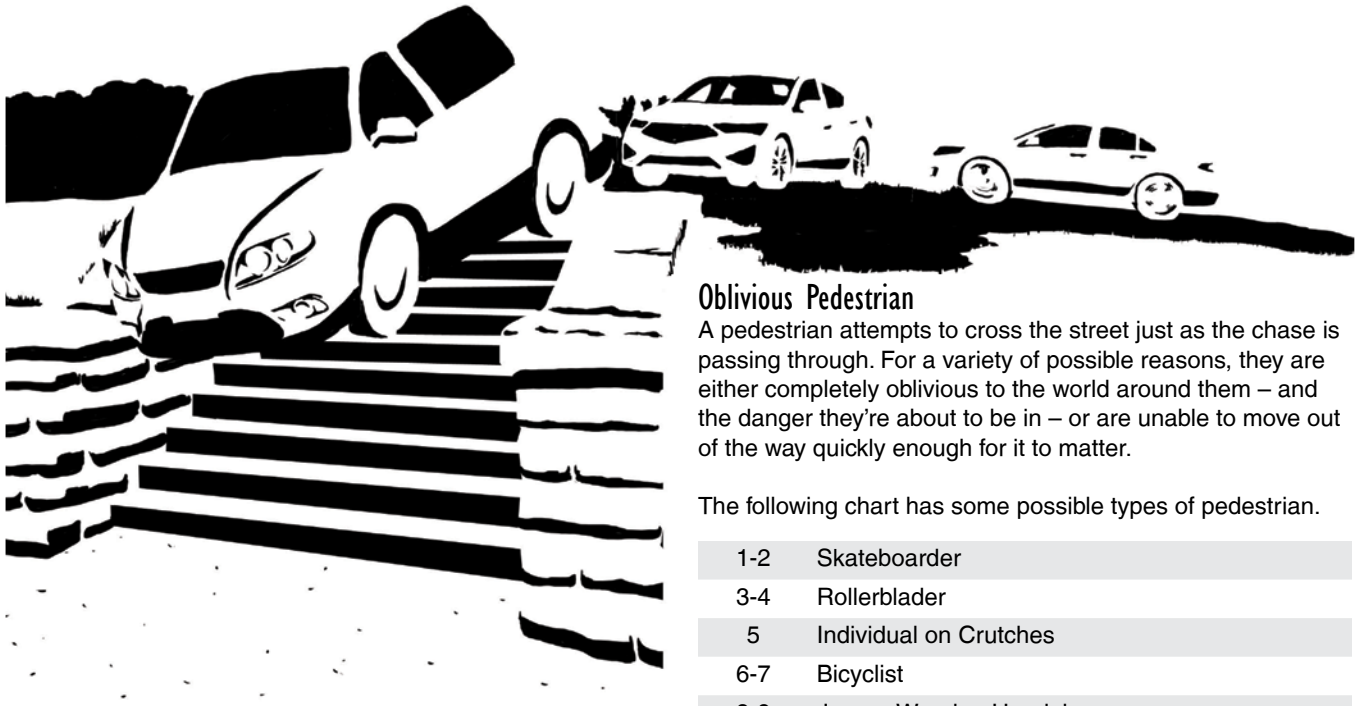 Oblivious Pedestrian
A pedestrian attempts to cross the street just as the chase is
passing through. For a variety of possible reasons, they are
either completely oblivious to the world around them – and
the danger they're about to be in – or are unable to move out
of the way quickly enough for it to matter.
The following chart has some possible types of pedestrian.
1-2 Skateboarder
3-4 Rollerblader
5 Individual on Crutches
6-7 Bicyclist